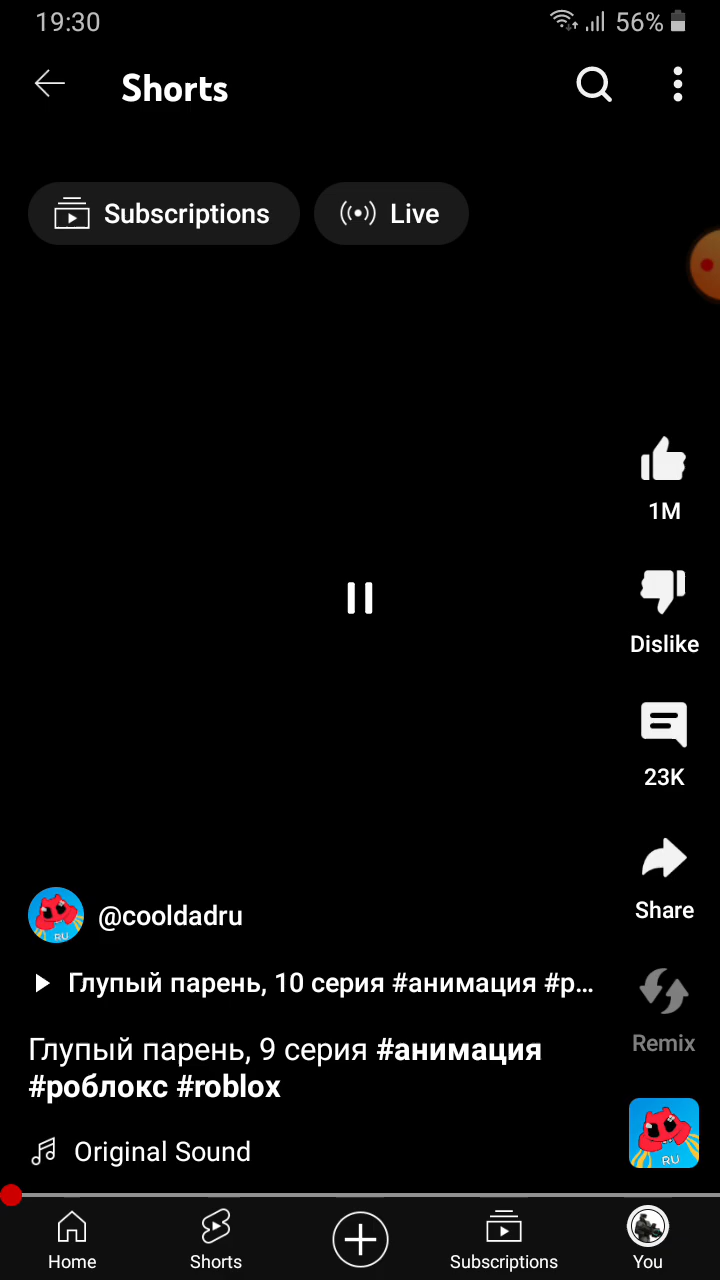 19:30
56%
Shorts
Subscriptions
Live
1M
Dislike
23K
Share
@cooldadru
Глупый парень, 10 серия #анимация #р...
Remix
Глупый парень, 9 серия #анимация
#роблокс #roblox
Original Sound
RU
RU
Home
Shorts
Subscriptions
You